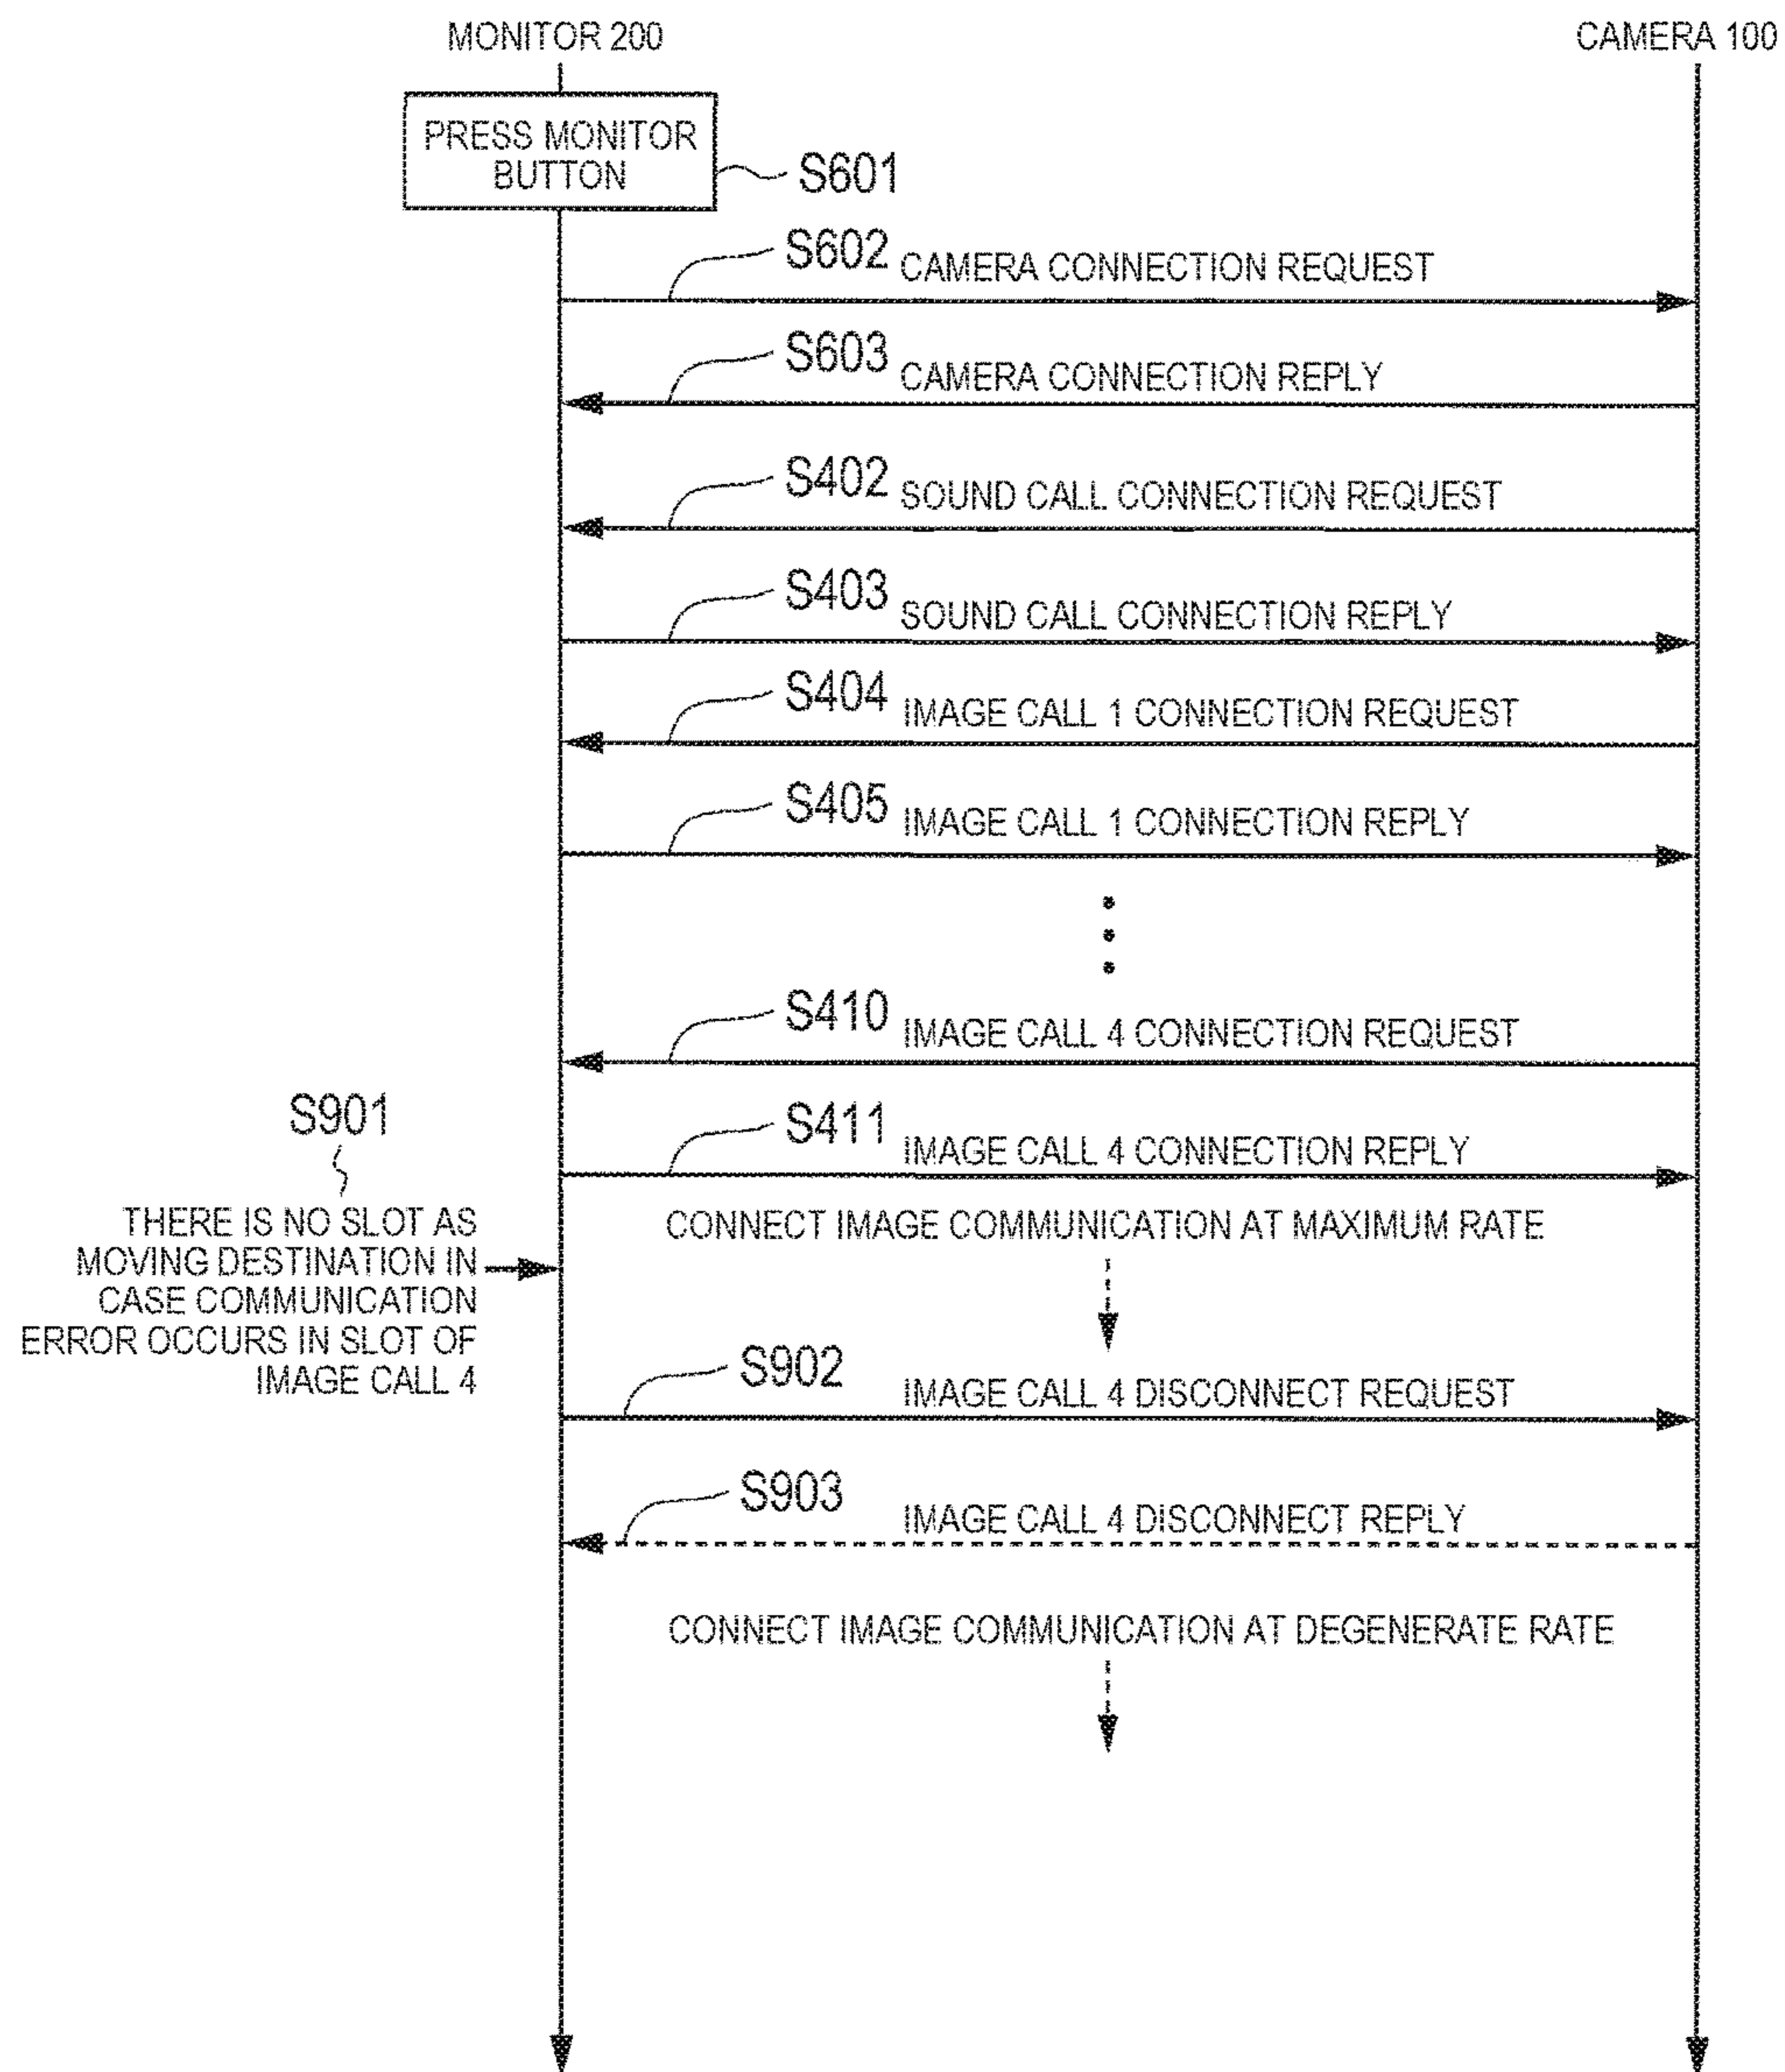 MONITOR 200
CAMERA 100
PRESS MONITOR
BUTTON
S601
S602
CAMERA CONNECTION REQUEST
S603
CAMERA CONNECTION REPLY
S402
SOUND CALL CONNECTION REQUEST
S403
SOUND CALL CONNECTION REPLY
S404
IMAGE CALL 1 CONNECTION REQUEST
S405
IMAGE CALL 1 CONNECTION REPLY
S410
IMAGE CALL 4 CONNECTION REQUEST
S411
IMAGE CALL 4 CONNECTION REPLY
S901
THERE IS NO SLOT AS
MOVING DESTINATION IN
CASE COMMUNICATION
ERROR OCCURS IN SLOT OF
IMAGE CALL 4
CONNECT IMAGE COMMUNICATION AT MAXIMUM RATE
S902
IMAGE CALL 4 DISCONNECT REQUEST
S903
IMAGE CALL 4 DISCONNECT REPLY
CONNECT IMAGE COMMUNICATION AT DEGENERATE RATE